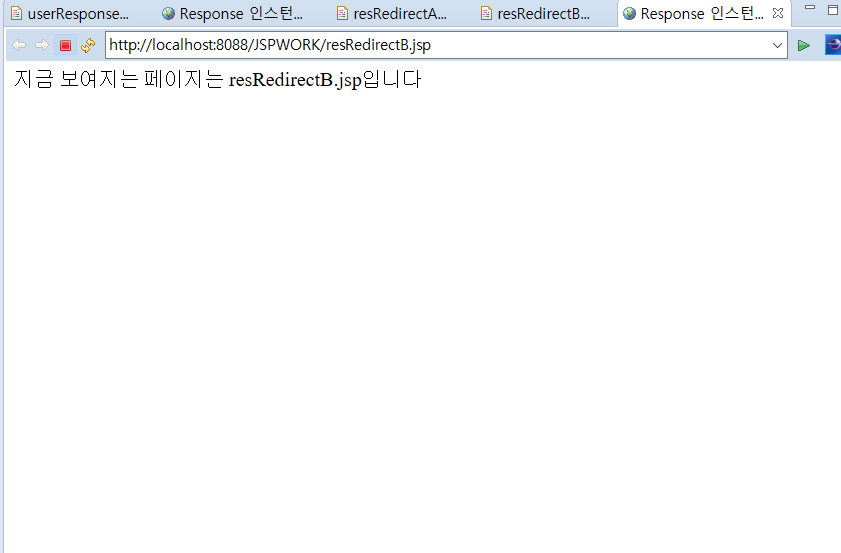 userResponse...
Response 인스턴...
resRedirectA...
resRedirectB...
Response 인스턴...
http://localhost:8088/JSPWORK/resRedirectB.jsp
지금 보여지는 페이지는 resRedirectB.jsp입니다